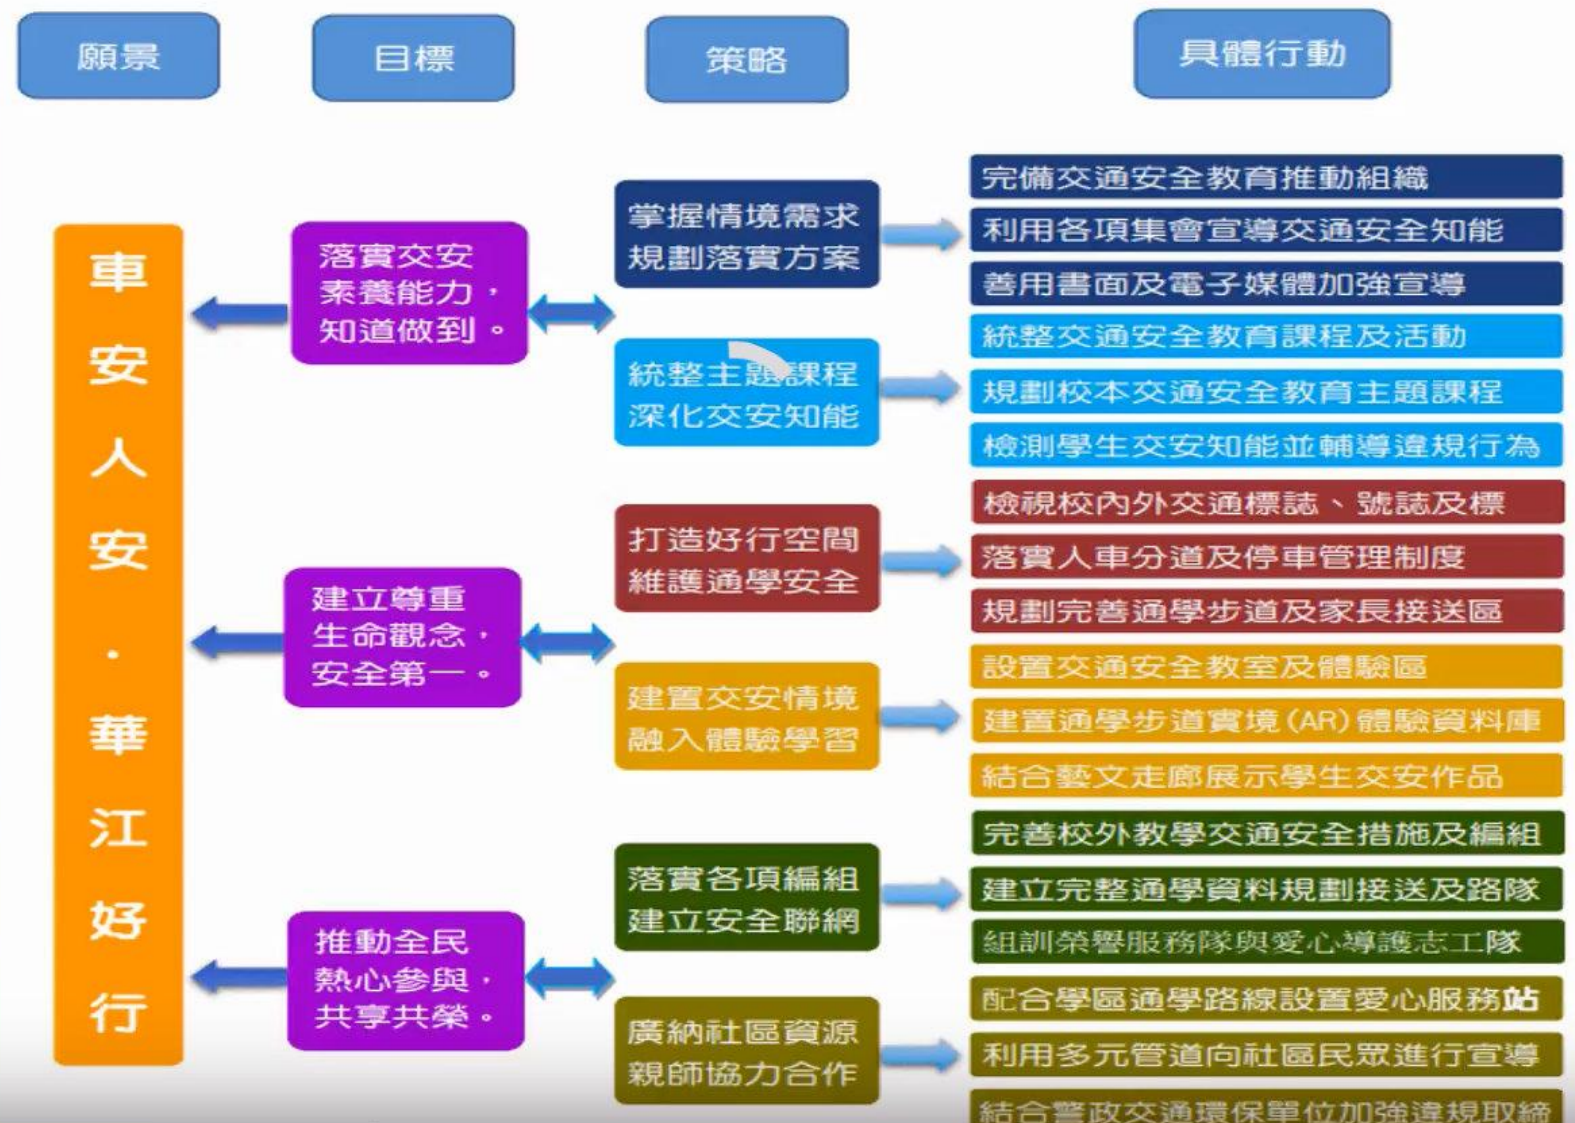 願景
目標
策略
具體行動
車安人安・華江好行
落實交安
素養能力，
知道做到。
建立尊重
生命觀念，
安全第一。
推動全民
熱心參與，
共享共榮。
掌握情境需求
規劃落實方案
統整主題課程
深化交安知能
打造好行空間
維護通學安全
建置交安情境
融入體驗學習
落實各項編組
建立安全聯網
廣納社區資源
親師協力合作
完備交通安全教育推動組織
利用各項集會宣導交通安全知能
善用書面及電子媒體加強宣導
統整交通安全教育課程及活動
規劃校本交通安全教育主題課程
檢測學生交安知能並輔導違規行為
檢視校內外交通標誌、號誌及標
落實人車分道及停車管理制度
規劃完善通學步道及家長接送區
設置交通安全教室及體驗區
建置通學步道實境(AR)體驗資料庫
結合藝文走廊展示學生交安作品
完善校外教學交通安全措施及編組
建立完整通學資料規劃接送及路隊
組訓榮譽服務隊與愛心導護志工隊
配合學區通學路線設置愛心服務站
利用多元管道向社區民眾進行宣導
結合警政交通環保單位加強違規取締